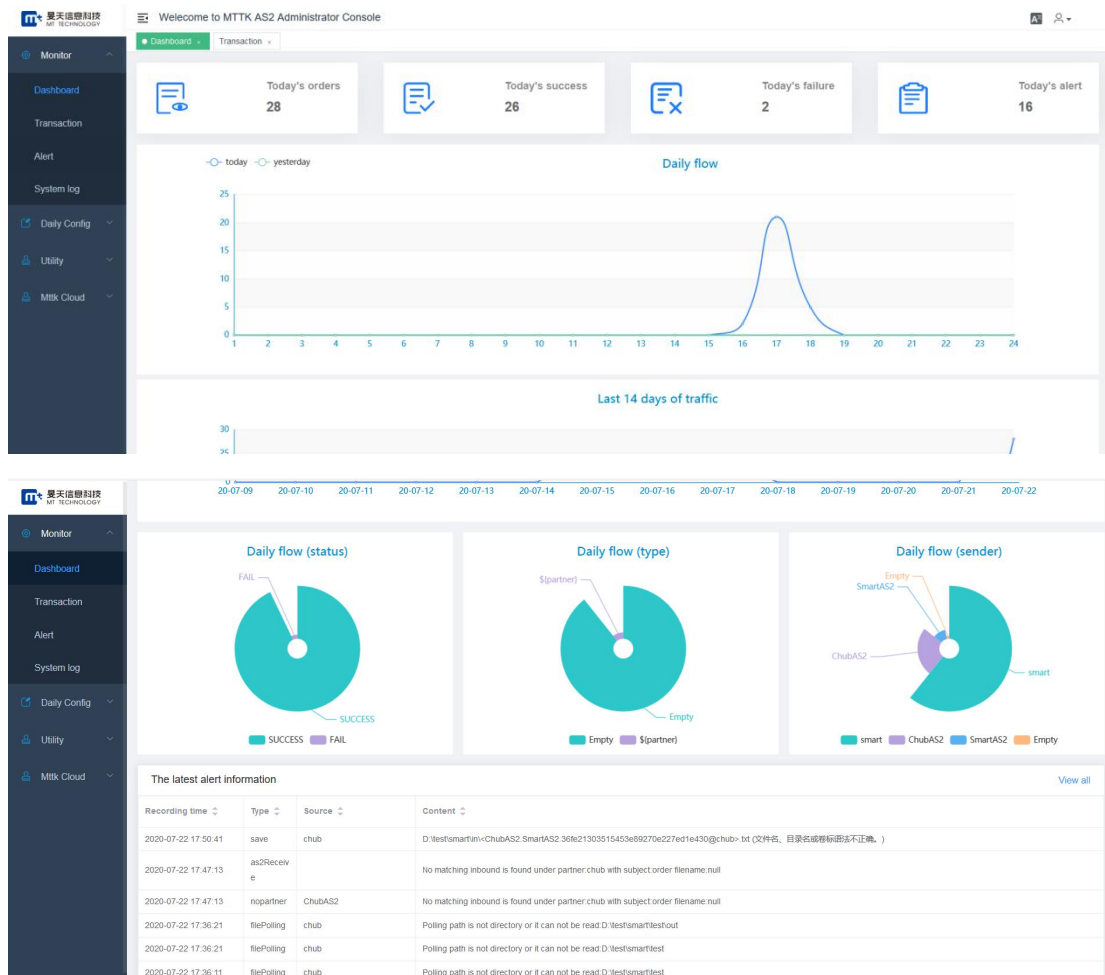 旻天信息科技
MT TECHNOLOGY
Welecome to MTTK AS2 Administrator Console
Dashboard × Transaction ×
Monitor
Dashboard
Transaction
Alert
System log
Daily Config
Utility
Mttk Cloud
Today's orders
28
Today's success
26
Today's failure
2
Today's alert
16
today yesterday
Daily flow
25
20
15
10
5
0
1 2 3 4 5 6 7 8 9 10 11 12 13 14 15 16 17 18 19 20 21 22 23 24
Last 14 days of traffic
30
25
旻天信息科技
MT TECHNOLOGY
Monitor
Dashboard
Transaction
Alert
System log
Daily Config
Utility
Mttk Cloud
0
20-07-09 20-07-10 20-07-11 20-07-12 20-07-13 20-07-14 20-07-15 20-07-16 20-07-17 20-07-18 20-07-19 20-07-20 20-07-21 20-07-22
Daily flow (status)
FAIL
SUCCESS
SUCCESS FAIL
Daily flow (type)
$(partner)
Empty
Empty $(partner)
Daily flow (sender)
Empty
SmartAS2
ChubAS2
smart
smart ChubAS2 SmartAS2 Empty
The latest alert information View all
Recording time Type Source Content
2020-07-22 17:50:41 save chub D:\test\smart\in\<ChubAS2.SmartAS2.36fe21303515453e89270e227ed1e430@chub>.txt (文件名、目录名或卷标语法不正确。)
2020-07-22 17:47:13 as2Receiv
e No matching inbound is found under partner:chub with subject:order filename:null
2020-07-22 17:47:13 nopartner ChubAS2 No matching inbound is found under partner:chub with subject:order filename:null
2020-07-22 17:36:21 filePolling chub Polling path is not directory or it can not be read:D:\test\smart\test\out
2020-07-22 17:36:21 filePolling chub Polling path is not directory or it can not be read:D:\test\smart\test
2020-07-22 17:36:11 filePolling chub Polling path is not directory or it can not be read:D:\test\smart\test